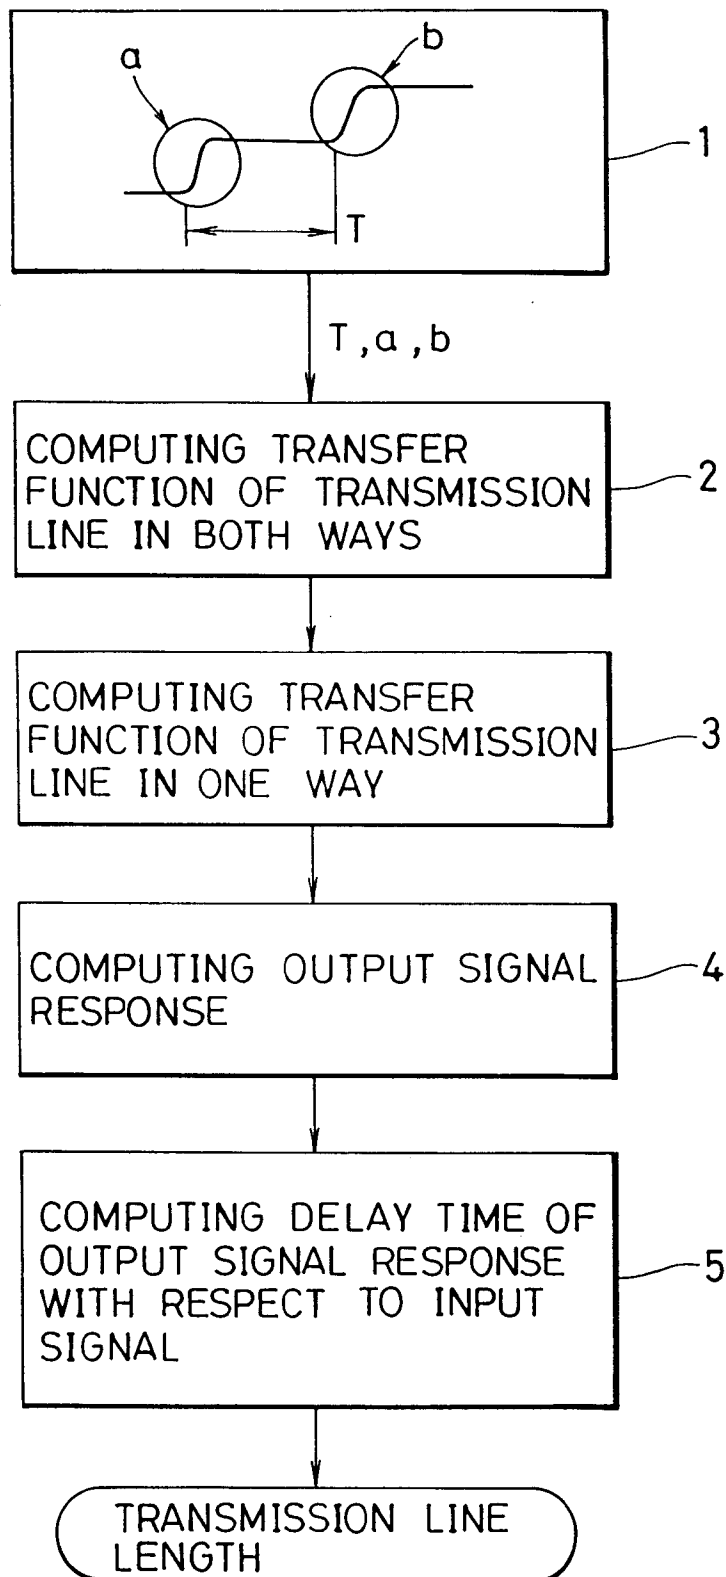 a
b
T
1
T, a, b
COMPUTING TRANSFER
FUNCTION OF TRANSMISSION
LINE IN BOTH WAYS
2
COMPUTING TRANSFER
FUNCTION OF TRANSMISSION
LINE IN ONE WAY
3
COMPUTING OUTPUT SIGNAL
RESPONSE
4
COMPUTING DELAY TIME OF
OUTPUT SIGNAL RESPONSE
WITH RESPECT TO INPUT
SIGNAL
5
TRANSMISSION LINE
LENGTH